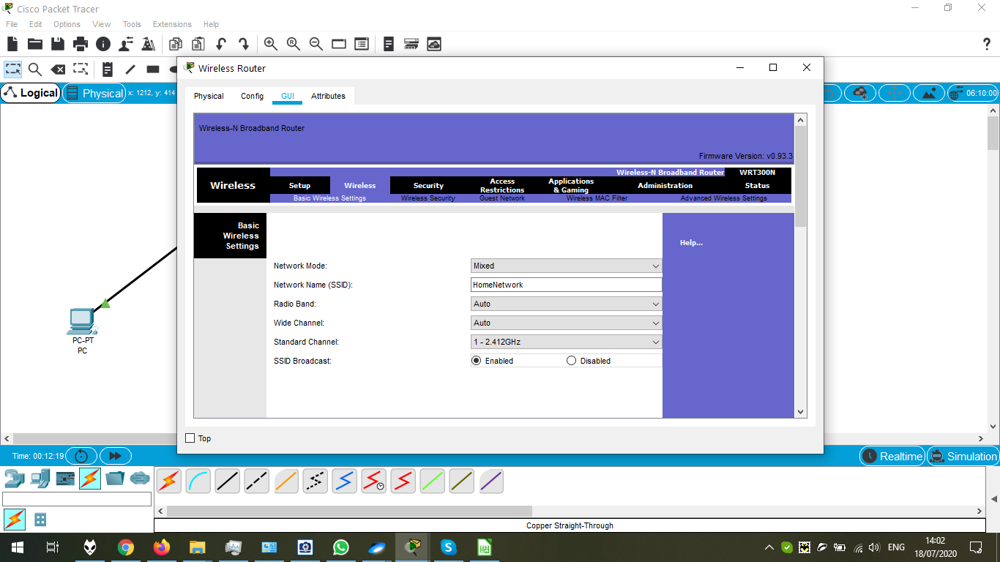 Cisco Packet Tracer
File Edit Options View Tools Extensions Help
?
Wireless Router
Logical
Physical
x: 1212, y: 414
06:10:00
Physical Config GUI Attributes
Wireless-N Broadband Router
Firmware Version: v0.93.3
Wireless-N Broadband Router WRT300N
Wireless
Setup Wireless Security Access Restrictions Applications & Gaming Administration Status
Basic Wireless Settings Wireless Security Guest Network Wireless MAC Filter Advanced Wireless Settings
Basic
Wireless
Settings
Help...
Network Mode: Mixed
Network Name (SSID): HomeNetwork
Radio Band: Auto
Wide Channel: Auto
Standard Channel: 1 - 2.412GHz
SSID Broadcast: Enabled Disabled
PC-PT
PC
Top
Time: 00:12:19
Realtime
Simulation
Copper Straight-Through
ENG
14:02
18/07/2020